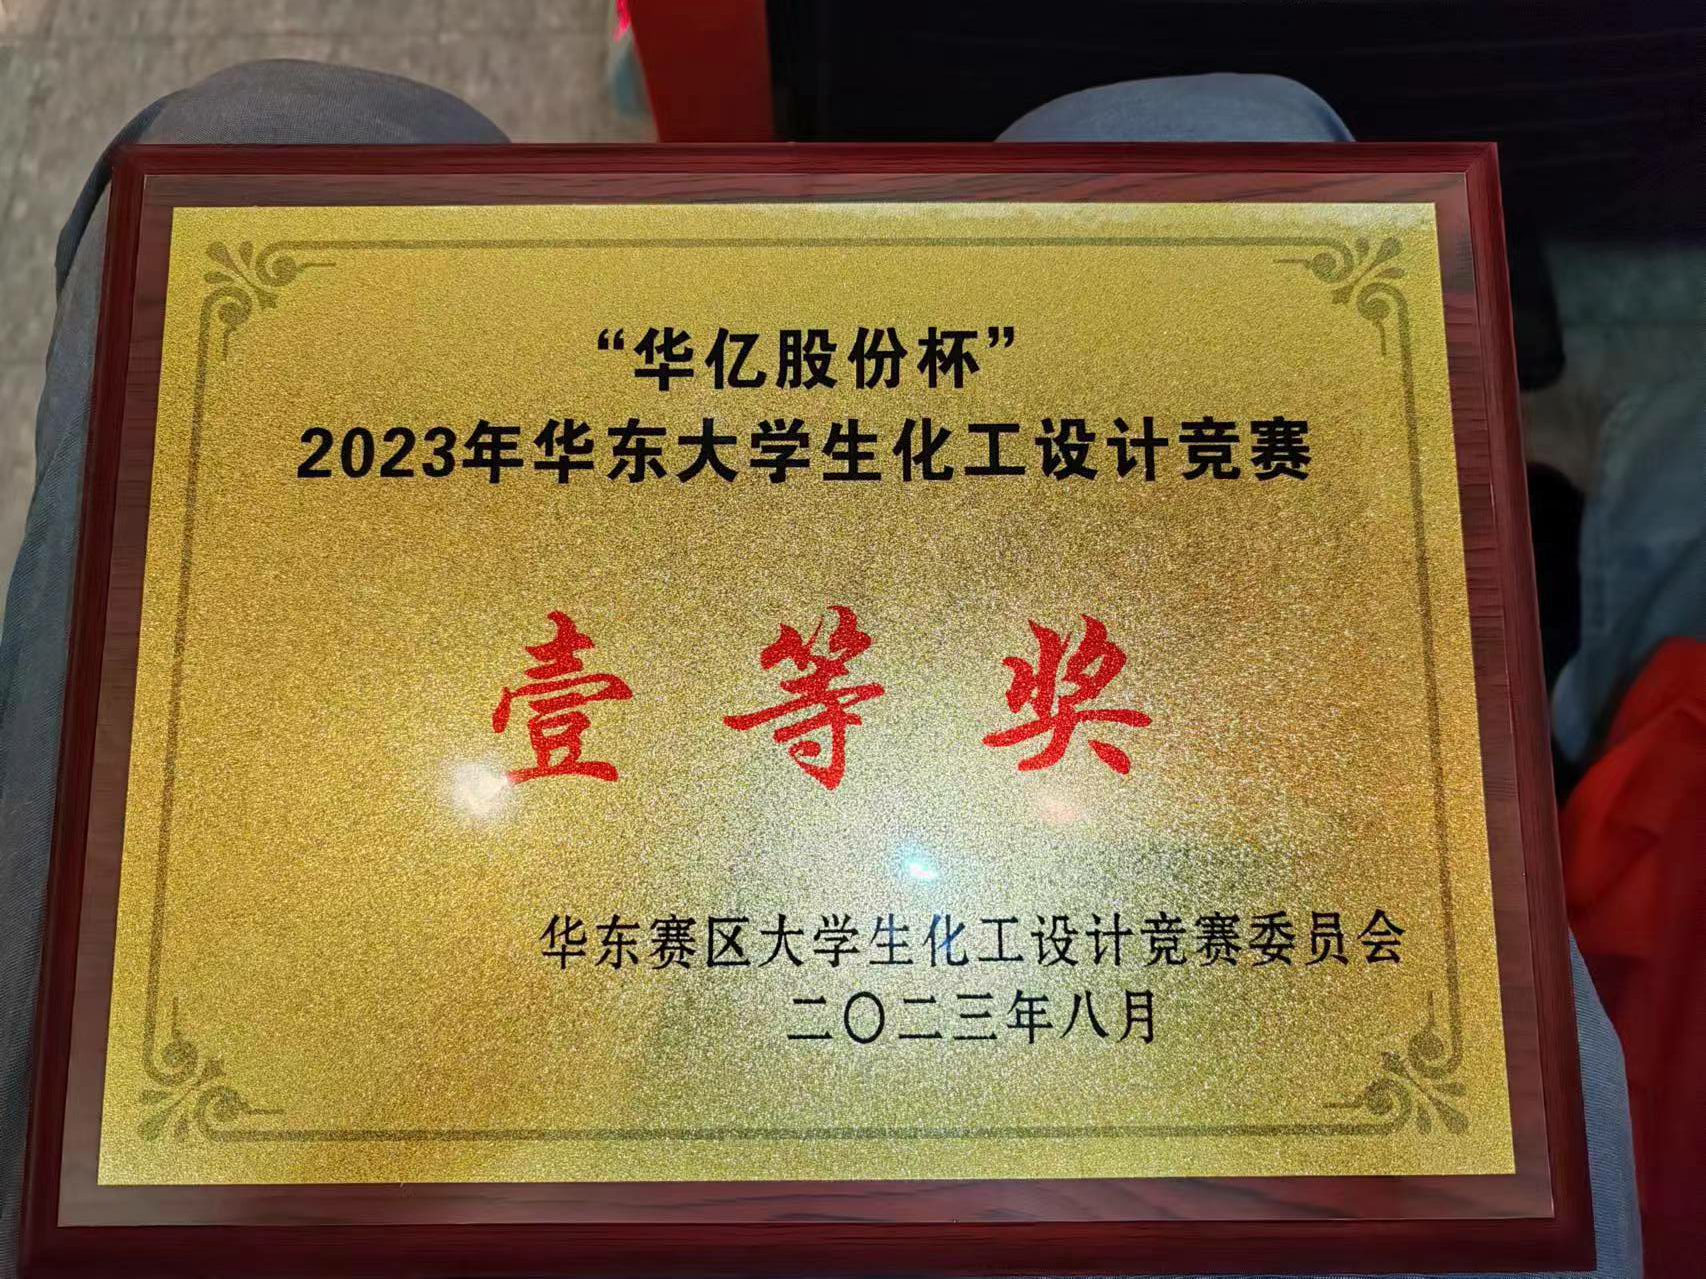 “华亿股份杯”
2023年华东大学生化工设计竞赛
壹等奖
华东赛区大学生化工设计竞赛委员会
二〇二三年八月